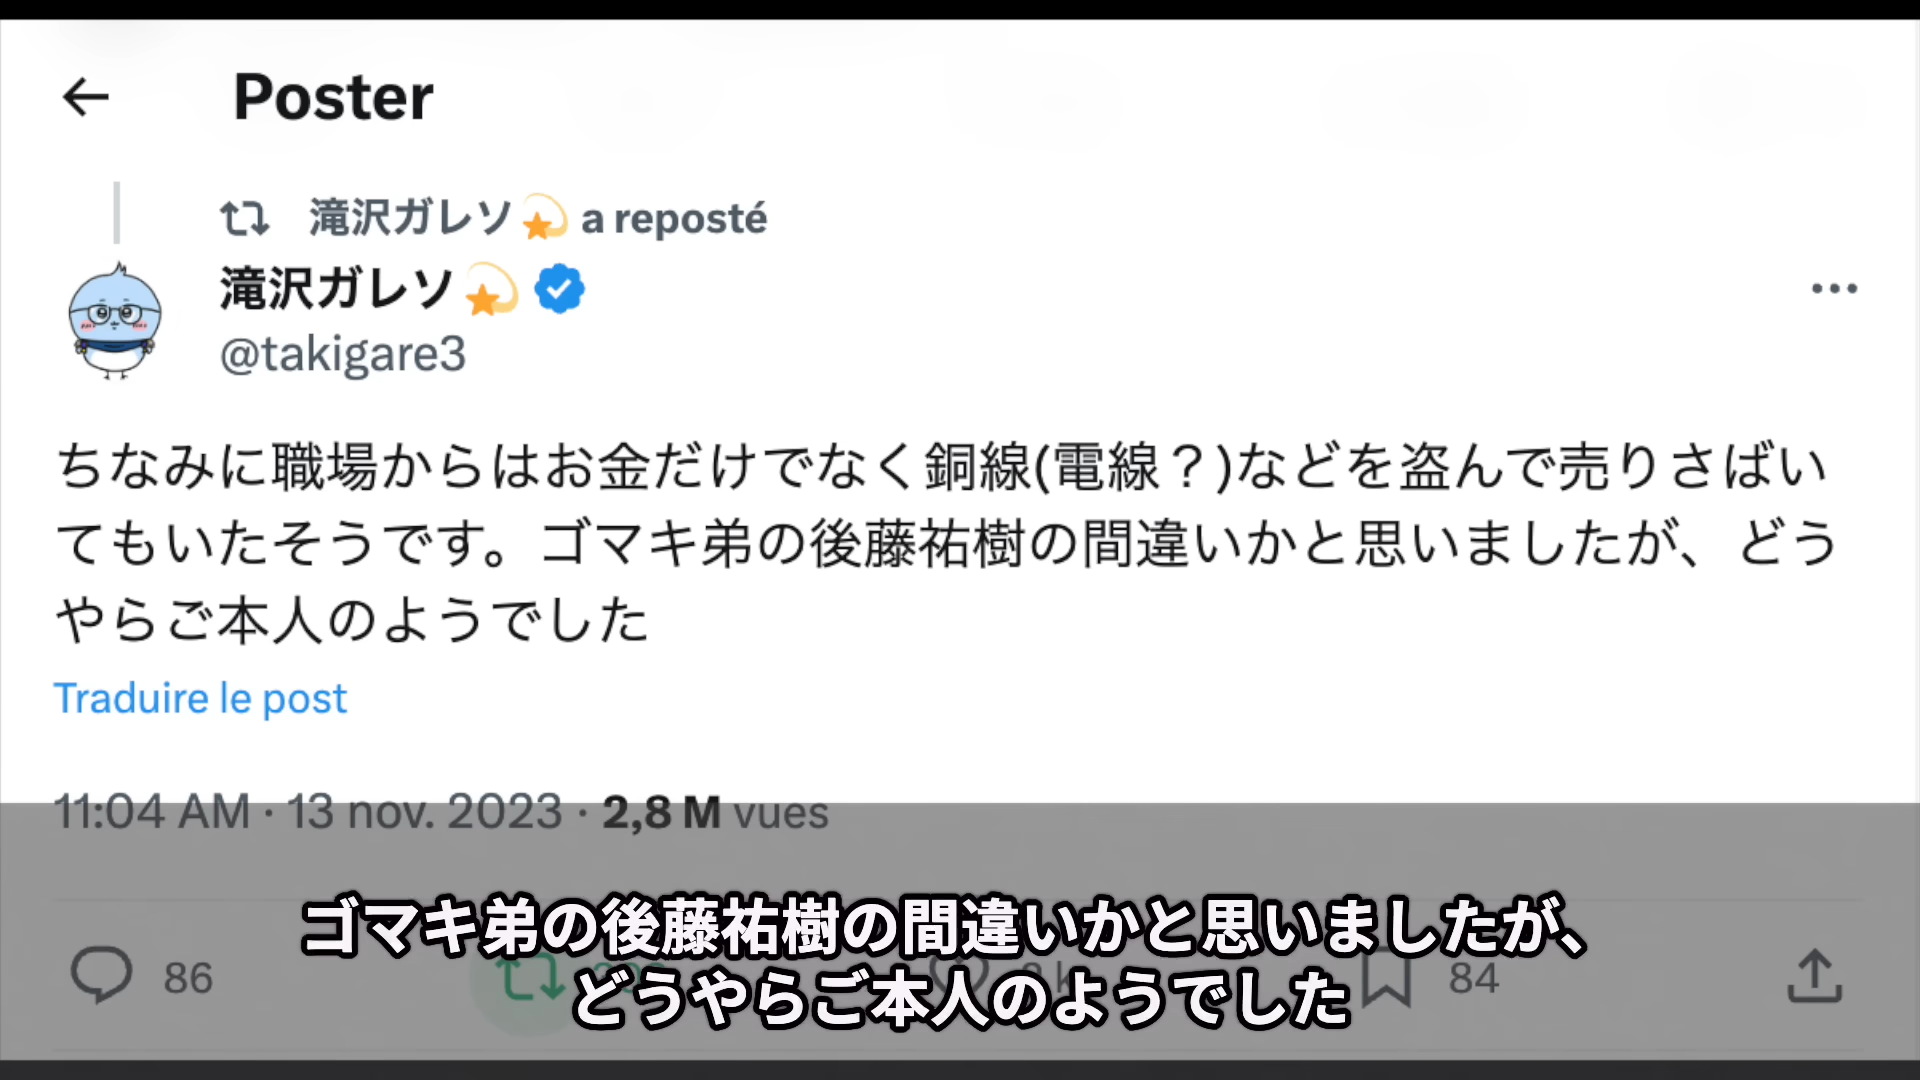 Poster
滝沢ガレソ💫 a reposté
滝沢ガレソ💫
@takigare3
ちなみに職場からはお金だけでなく銅線(電線？)などを盗んで売りさばい
てもいたそうです。ゴマキ弟の後藤祐樹の間違いかと思いましたが、どう
やらご本人のようでした
Traduire le post
11:04 AM · 13 nov. 2023 · 2,8 M vues
ゴマキ弟の後藤祐樹の間違いかと思いましたが、
86
84
どうやらご本人のようでした